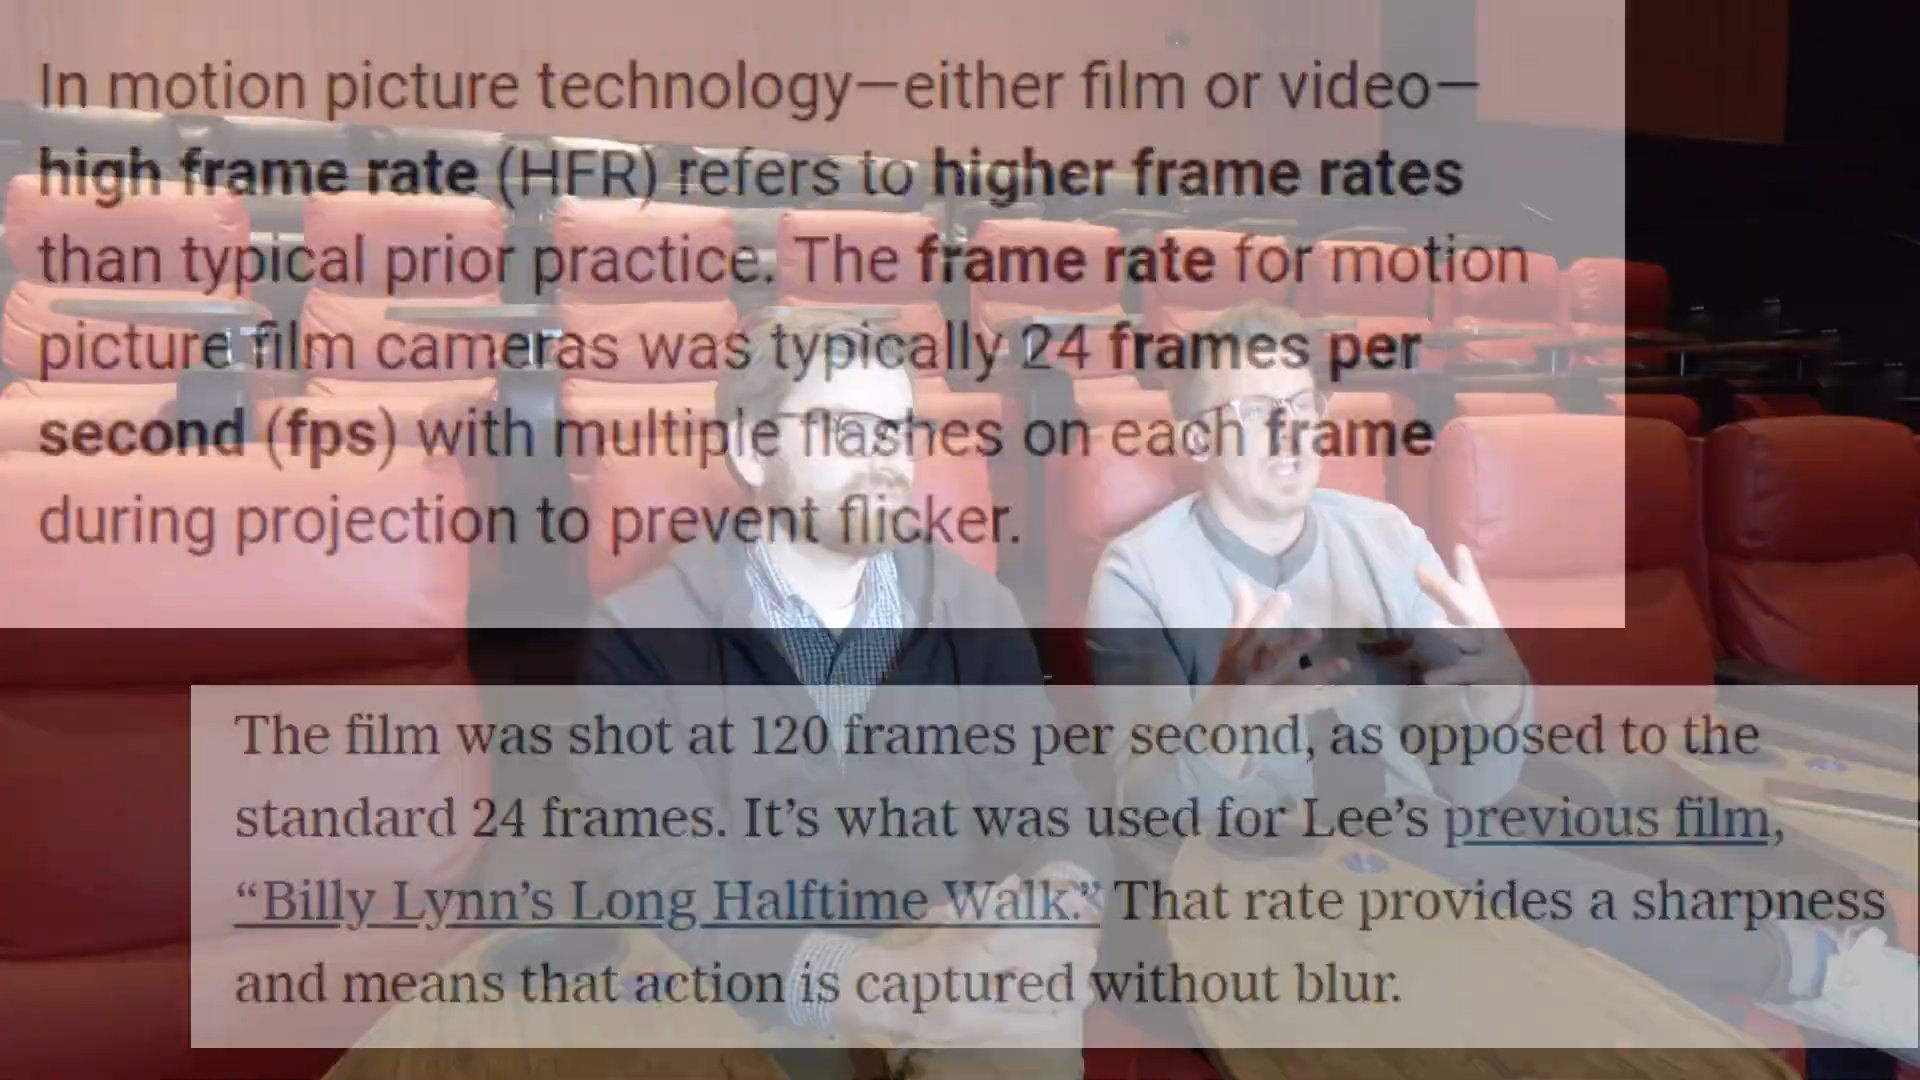 In motion picture technology—either film or video—
high frame rate (HFR) refers to higher frame rates
than typical prior practice. The frame rate for motion
picture film cameras was typically 24 frames per
second (fps) with multiple flashes on each frame
during projection to prevent flicker.
The film was shot at 120 frames per second, as opposed to the
standard 24 frames. It’s what was used for Lee’s previous film,
“Billy Lynn’s Long Halftime Walk.” That rate provides a sharpness
and means that action is captured without blur.